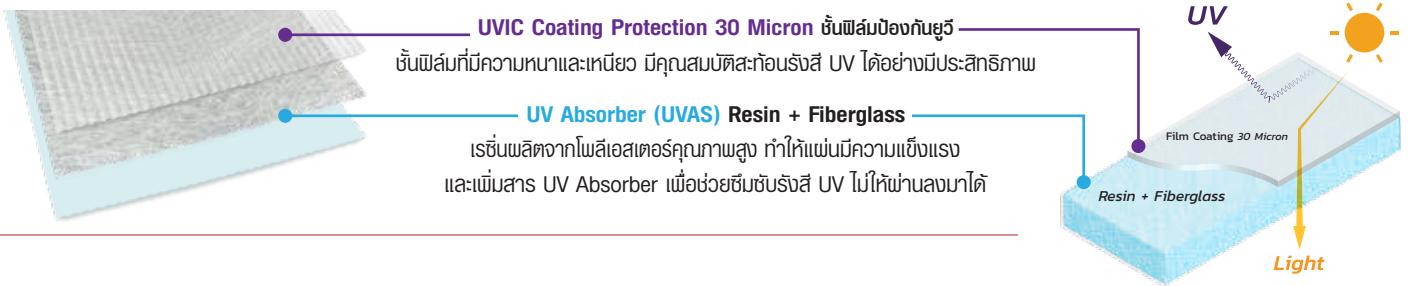 UVIC Coating Protection 30 Micron ชั้นฟิล์มป้องกันยูวี
ชั้นฟิล์มที่มีความหนาและเหนียว มีคุณสมบัติสะท้อนรังสี UV ได้อย่างมีประสิทธิภาพ
UV Absorber (UVAS) Resin + Fiberglass
เรซิ่นผลิตจากโพลีเอสเตอร์คุณภาพสูง ทำให้แผ่นมีความแข็งแรง
และเพิ่มสาร UV Absorber เพื่อช่วยซึมซับรังสี UV ไม่ให้ผ่านลงมาได้
UV
Film Coating 30 Micron
Resin + Fiberglass
Light